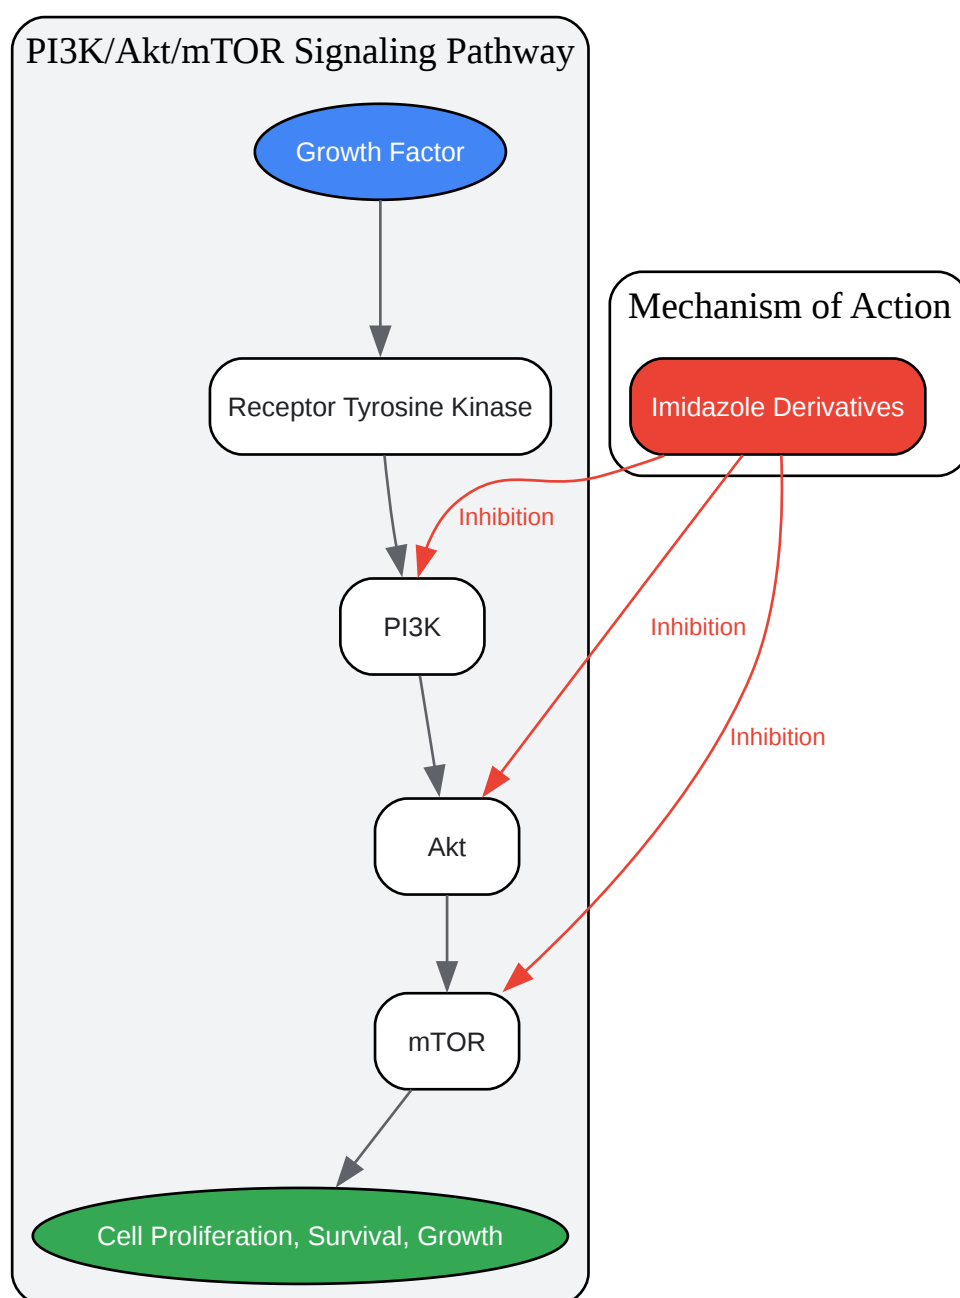 PI3K/Akt/mTOR Signaling Pathway
Growth Factor
Mechanism of Action
Receptor Tyrosine Kinase
Imidazole Derivatives
Inhibition
PI3K
Inhibition
Inhibition
Akt
mTOR
Cell Proliferation, Survival, Growth